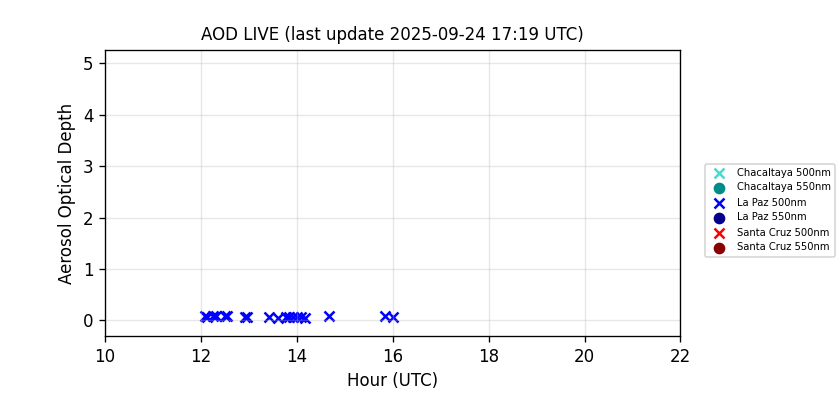 AOD LIVE (last update 2025-09-24 17:19 UTC)
Aerosol Optical Depth
5
4
3
2
1
0
10 12 14 16 18 20 22
Hour (UTC)
Chacaltaya 500nm
Chacaltaya 550nm
La Paz 500nm
La Paz 550nm
Santa Cruz 500nm
Santa Cruz 550nm